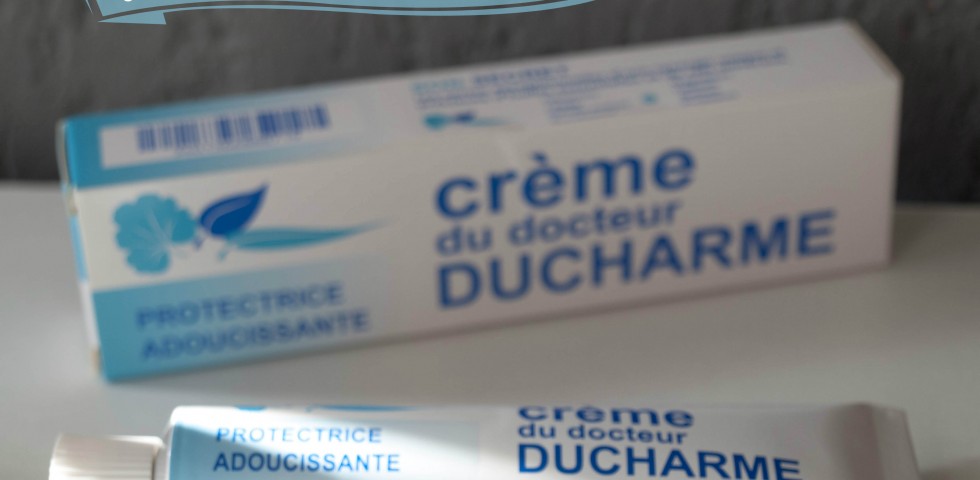 crème
du docteur
DUCHARME
PROTECTRICE
ADOUCISSANTE
crème
du docteur
DUCHARME
PROTECTRICE
ADOUCISSANTE